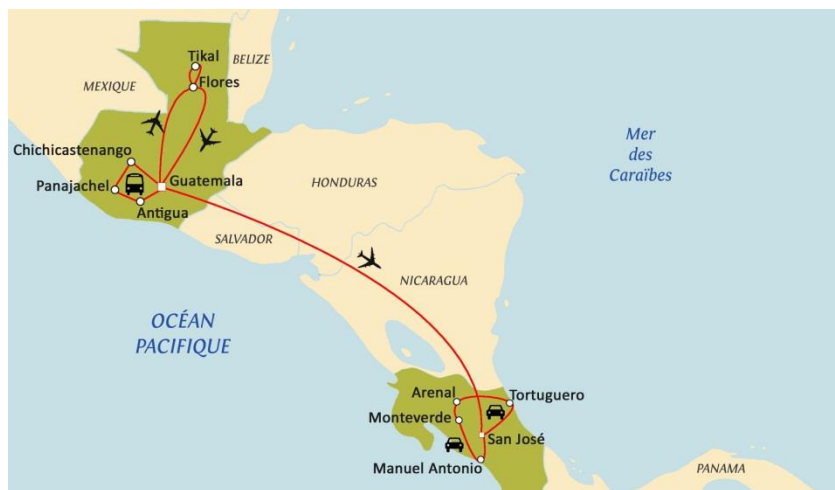 Tikal
BELIZE
MEXIQUE
Flores
Mer
des
Caraïbes
Chichicastenango
Guatemala
Panajachel
HONDURAS
Antigua
SALVADOR
NICARAGUA
OCÉAN
PACIFIQUE
Arenal
Tortuguero
Monteverde
San José
Manuel Antonio
PANAMA